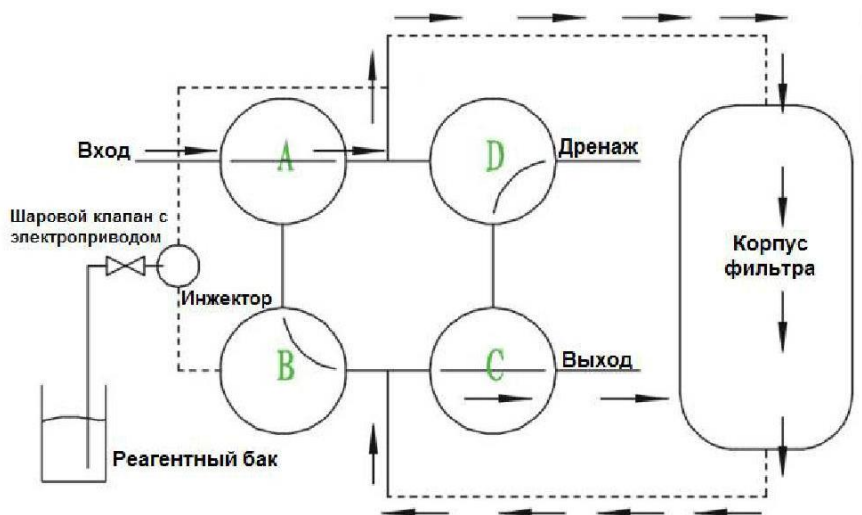 Вход
A
D
Дренаж
Шаровой клапан с
электроприводом
Инжектор
Корпус
фильтра
B
C
Выход
Реагентный бак